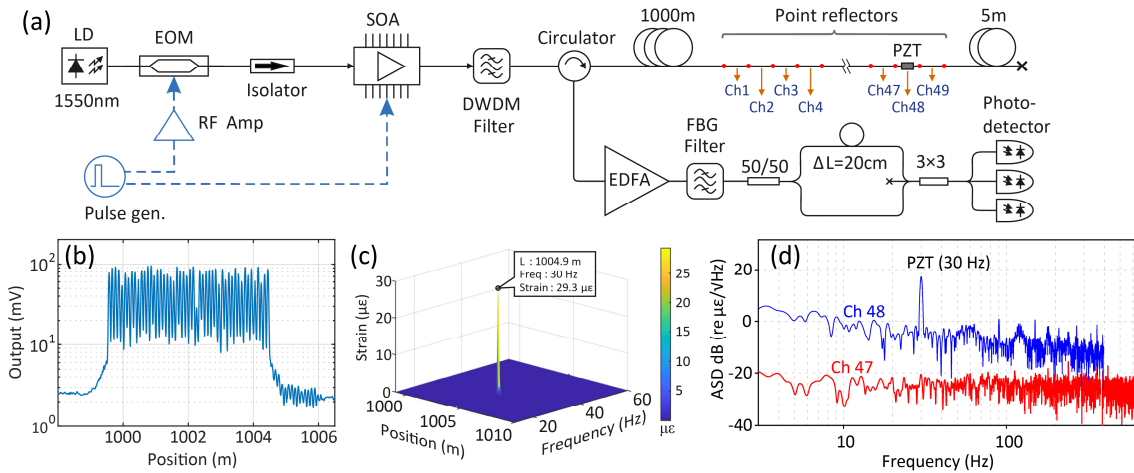 (a)
LD
1550nm
EOM
Isolator
SOA
DWDM
Filter
Circulator
1000m
Point reflectors
PZT
5m
Ch1
Ch2
Ch3
Ch4
Ch47
Ch48
Ch49
RF Amp
Pulse gen.
EDFA
FBG
Filter
50/50
ΔL=20cm
3×3
Photo-
detector
(b)
Output (mV)
10²
10¹
10⁰
1000
1002
1004
1006
Position (m)
(c)
L : 1004.9 m
Freq : 30 Hz
Strain : 29.3 με
Strain (με)
30
20
10
0
1000
1005
1010
Position (m)
20
40
60
Frequency (Hz)
25
20
15
10
5
με
(d)
ASD dB (re με/√Hz)
20
0
-20
-40
PZT (30 Hz)
Ch 48
Ch 47
10
100
Frequency (Hz)